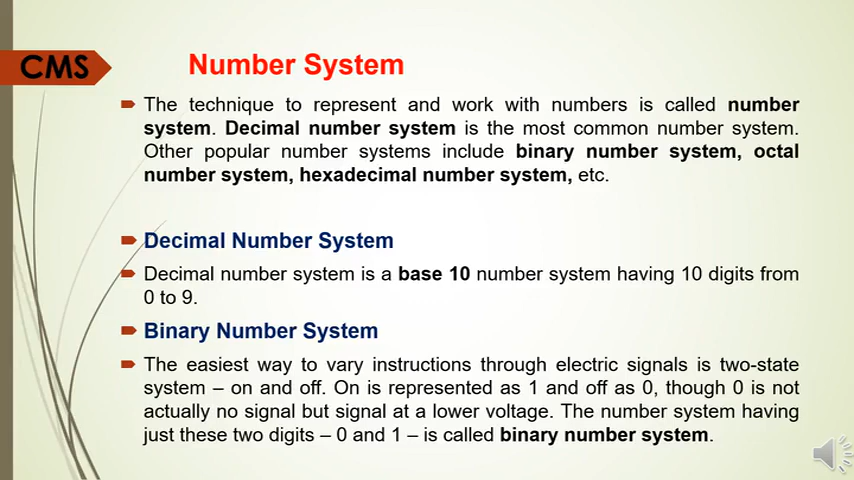 CMS
Number System
The technique to represent and work with numbers is called number
system. Decimal number system is the most common number system.
Other popular number systems include binary number system, octal
number system, hexadecimal number system, etc.
Decimal Number System
Decimal number system is a base 10 number system having 10 digits from
0 to 9.
Binary Number System
The easiest way to vary instructions through electric signals is two-state
system – on and off. On is represented as 1 and off as 0, though 0 is not
actually no signal but signal at a lower voltage. The number system having
just these two digits – 0 and 1 – is called binary number system.